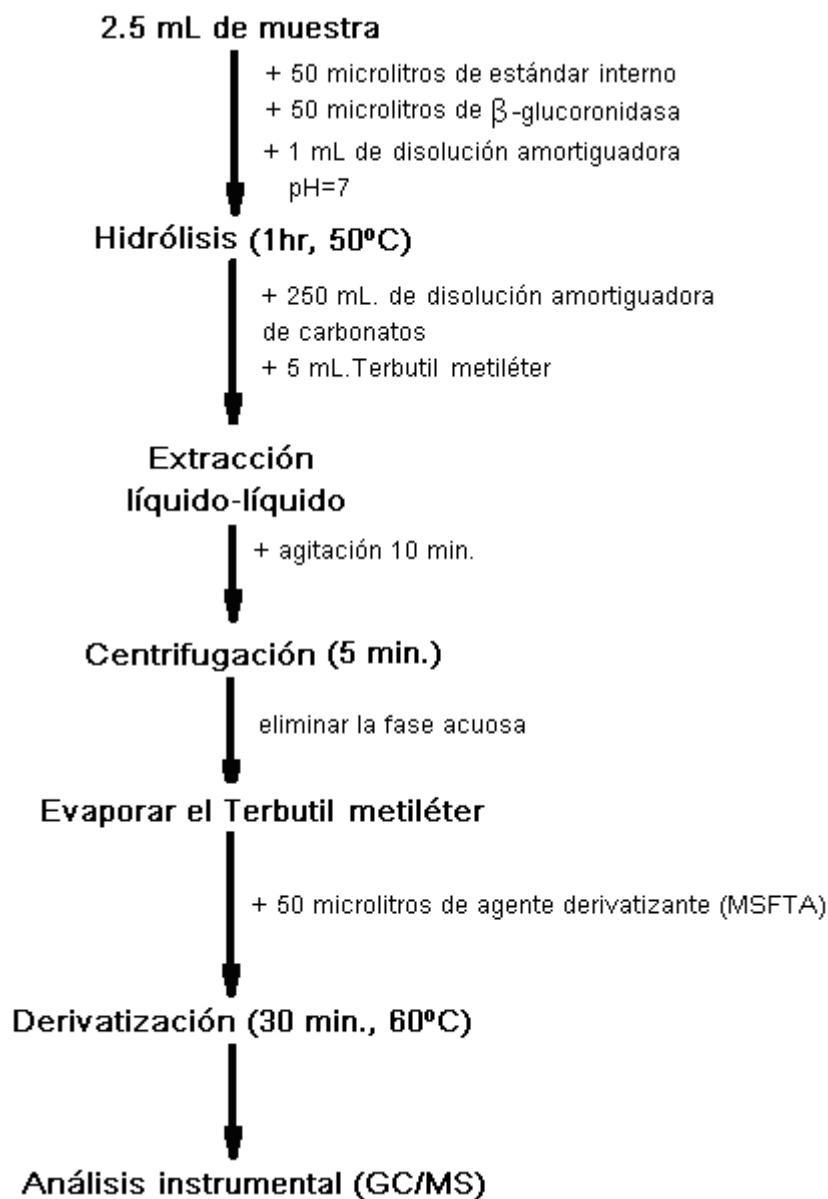 2.5 mL de muestra
+ 50 microlitros de estándar interno
+ 50 microlitros de β-glucoronidasa
+ 1 mL de disolución amortiguadora
pH=7
Hidrólisis (1hr, 50ºC)
+ 250 mL. de disolución amortiguadora
de carbonatos
+ 5 mL.Terbutil metiléter
Extracción
líquido-líquido
+ agitación 10 min.
Centrifugación (5 min.)
eliminar la fase acuosa
Evaporar el Terbutil metiléter
+ 50 microlitros de agente derivatizante (MSFTA)
Derivatización (30 min., 60ºC)
Análisis instrumental (GC/MS)